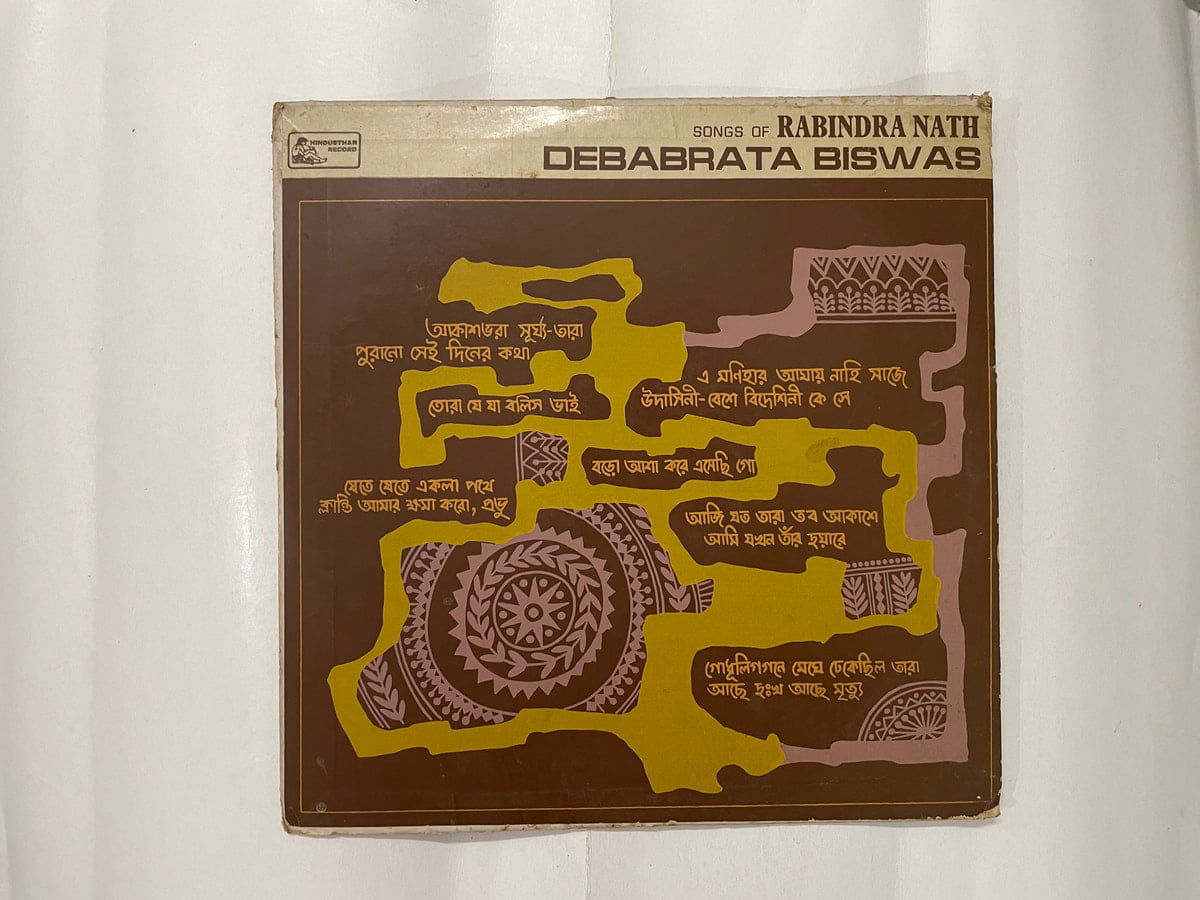 HINDUSTHAN
RECORD
SONGS OF RABINDRA NATH
DEBABRATA BISWAS
আকাশভরা সূর্য্য-তারা
পুরানো সেই দিনের কথা
এ মণিহার আমায় নাহি সাজে
উদাসিনী-বেশে বিদেশিনী কে সে
তোরা যে যা বলিস ভাই
বড়ো আশা করে এসেছি গো
যেতে যেতে একলা পথে
ক্লান্তি আমার ক্ষমা করো, প্রভু
আজি যত তারা তব আকাশে
আমি যখন তাঁর দুয়ারে
গোধূলিগগনে মেঘে ঢেকেছিল তারা
আছে দুঃখ আছে মৃত্যু